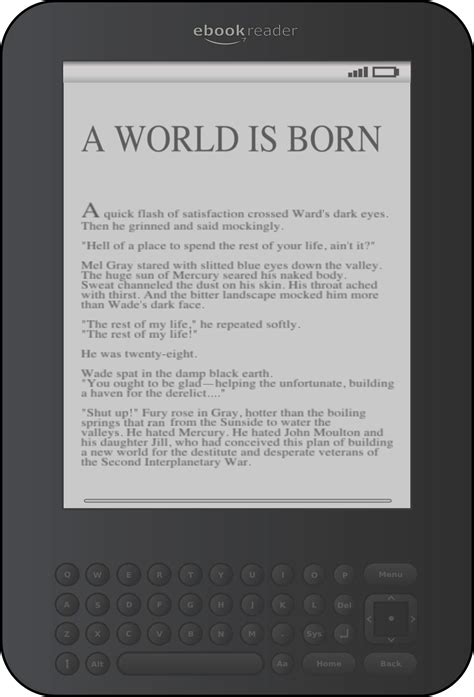 ebookreader
A WORLD IS BORN
A quick flash of satisfaction crossed Ward's dark eyes.
Then he grinned and said mockingly.
"Hell of a place to spend the rest of your life, ain't it?"
Mel Gray stared with slitted blue eyes down the valley.
The huge sun of Mercury seared his naked body.
Sweat channeled the dust on his skin. His throat ached
with thirst. And the bitter landscape mocked him more
than Wade's dark face.
"The rest of my life," he repeated softly.
"The rest of my life!"
He was twenty-eight.
Wade spat in the damp black earth.
"You ought to be glad—helping the unfortunate, building
a haven for the derelict...."
"Shut up!" Fury rose in Gray, hotter than the boiling
springs that ran from the Sunside to water the
valleys. He hated Mercury. He hated John Moulton and
his daughter Jill, who had conceived this plan of building
a new world for the destitute and desperate veterans of
the Second Interplanetary War.
Q W E R T Y U I O P Menu
A S D F G H J K L Del
Z X C V B N M . Sys
Alt Aa Home Back